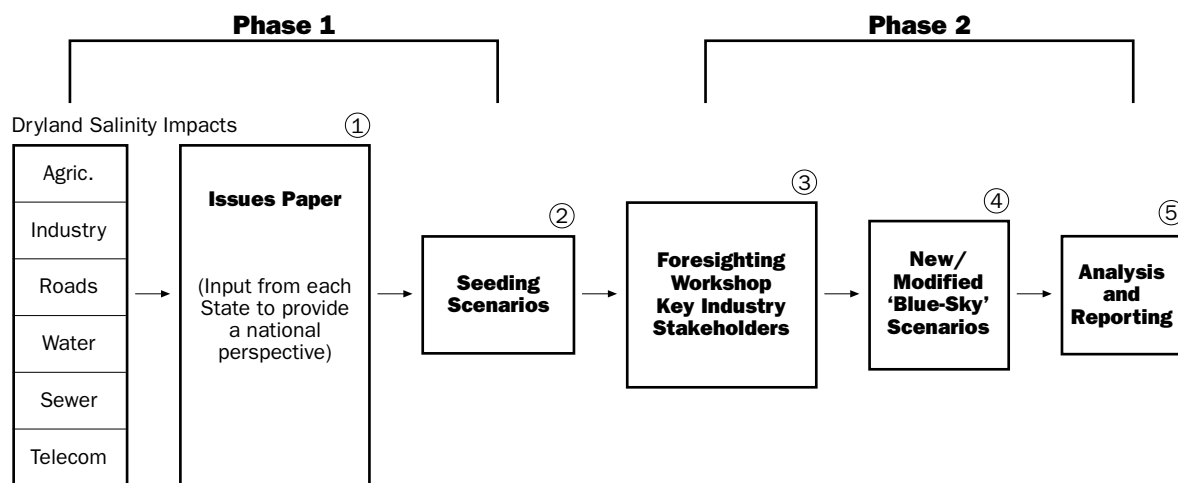 Phase 1
Phase 2
Dryland Salinity Impacts
①
Agric.
Industry
Roads
Water
Sewer
Telecom
Issues Paper
(Input from each
State to provide
a national
perspective)
②
Seeding
Scenarios
③
Foresighting
Workshop
Key Industry
Stakeholders
④
New/
Modified
‘Blue-Sky’
Scenarios
⑤
Analysis
and
Reporting